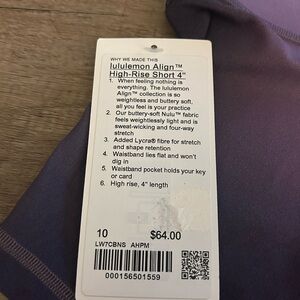 WHY WE MADE THIS
lululemon Align™
High-Rise Short 4"
1. When feeling nothing is
everything. The lululemon
Align™ collection is so
weightless and buttery soft,
all you feel is your practice
2. Our buttery-soft Nulu™ fabric
feels weightlessly light and is
sweat-wicking and four-way
stretch
3. Added Lycra® fibre for stretch
and shape retention
4. Waistband lies flat and won't
dig in
5. Waistband pocket holds your key
or card
6. High rise, 4" length
10 $64.00
LW7CBNS AHPM
000156501559